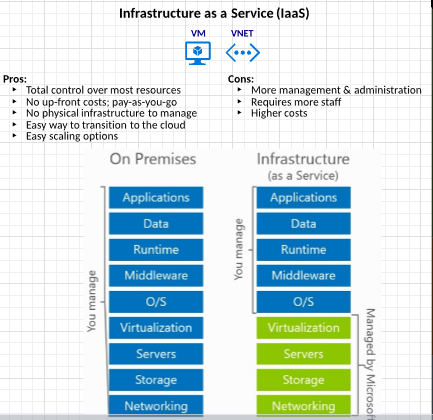 Infrastructure as a Service (IaaS)
VM VNET
Pros:
Total control over most resources
No up-front costs; pay-as-you-go
No physical infrastructure to manage
Easy way to transition to the cloud
Easy scaling options
Cons:
More management & administration
Requires more staff
Higher costs
On Premises
Applications
Data
Runtime
Middleware
O/S
Virtualization
Servers
Storage
Networking
You manage
Infrastructure
(as a Service)
Applications
Data
Runtime
Middleware
O/S
Virtualization
Servers
Storage
Networking
You manage
Managed by Microsof